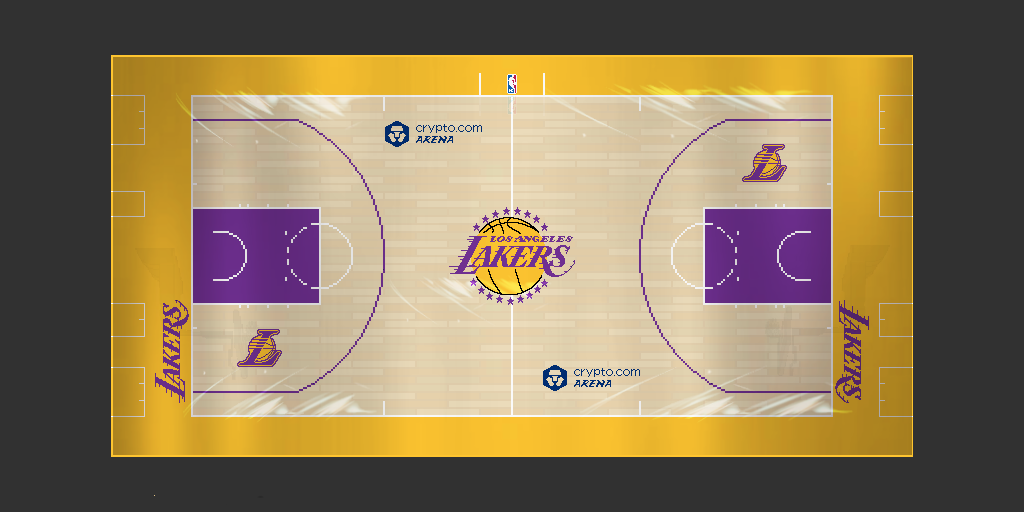 crypto.com
ARENA
L
LOS ANGELES
LAKERS
LAKERS
LAKERS
L
crypto.com
ARENA